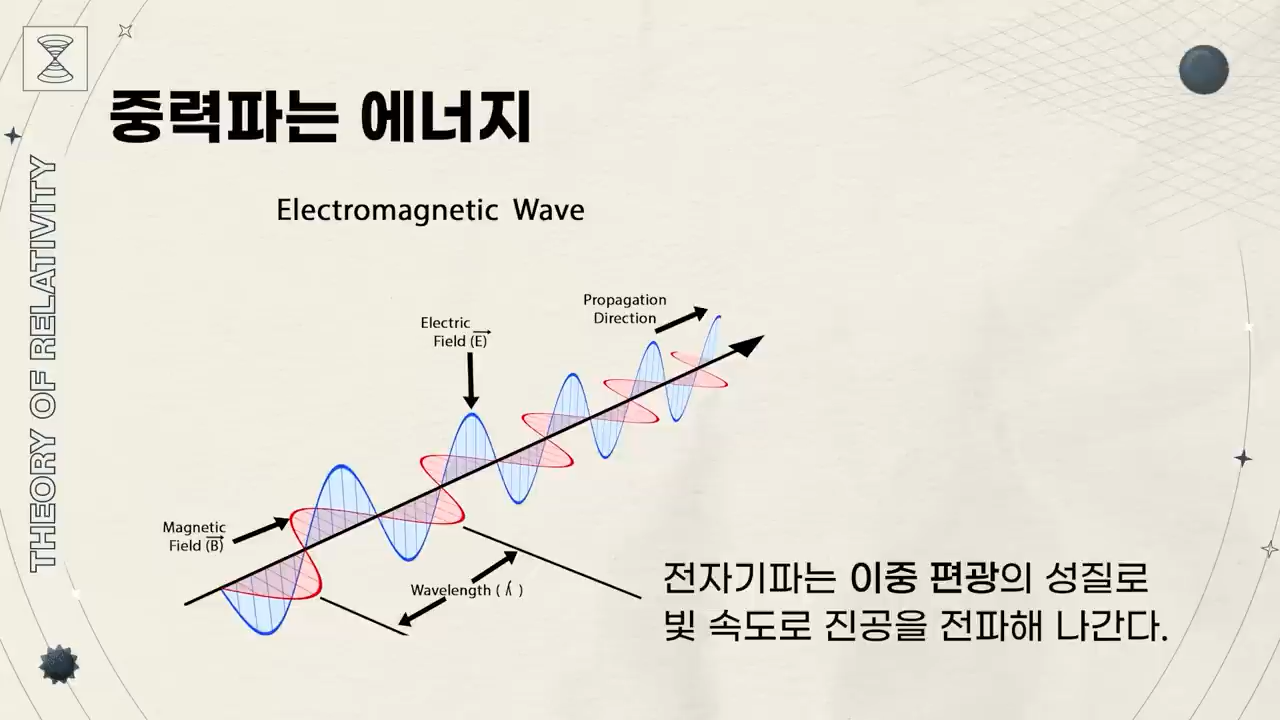 중력파는 에너지
THEORY OF RELATIVITY
Electromagnetic Wave
Propagation
Direction
Electric
Field (E)
Magnetic
Field (B)
Wavelength ( )
전자기파는 이중 편광의 성질로
빛 속도로 진공을 전파해 나간다.